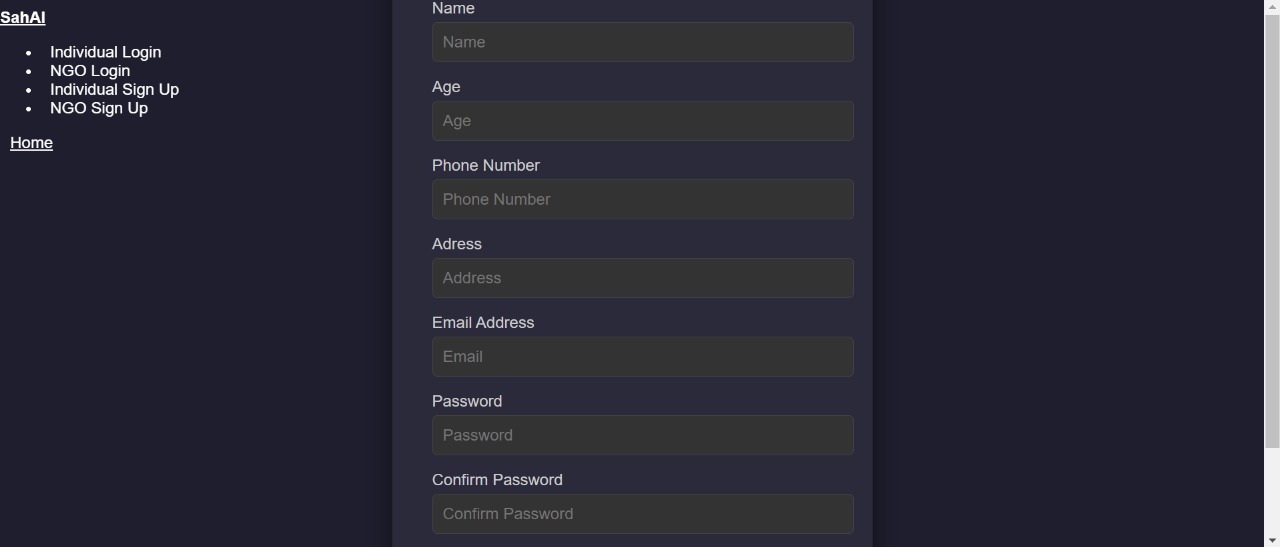 SahAI
Individual Login
NGO Login
Individual Sign Up
NGO Sign Up
Home
Name
Name
Age
Age
Phone Number
Phone Number
Adress
Address
Email Address
Email
Password
Password
Confirm Password
Confirm Password